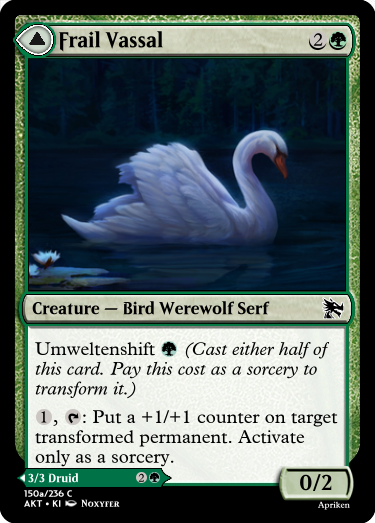 Frail Vassal 2
Creature — Bird Werewolf Serf
Umweltenshift (Cast either half of
this card. Pay this cost as a sorcery to
transform it.)
1, : Put a +1/+1 counter on target
transformed permanent. Activate
only as a sorcery.
3/3 Druid 2
0/2
150a/236 C
AKT • KI Noxyfer
Apriken